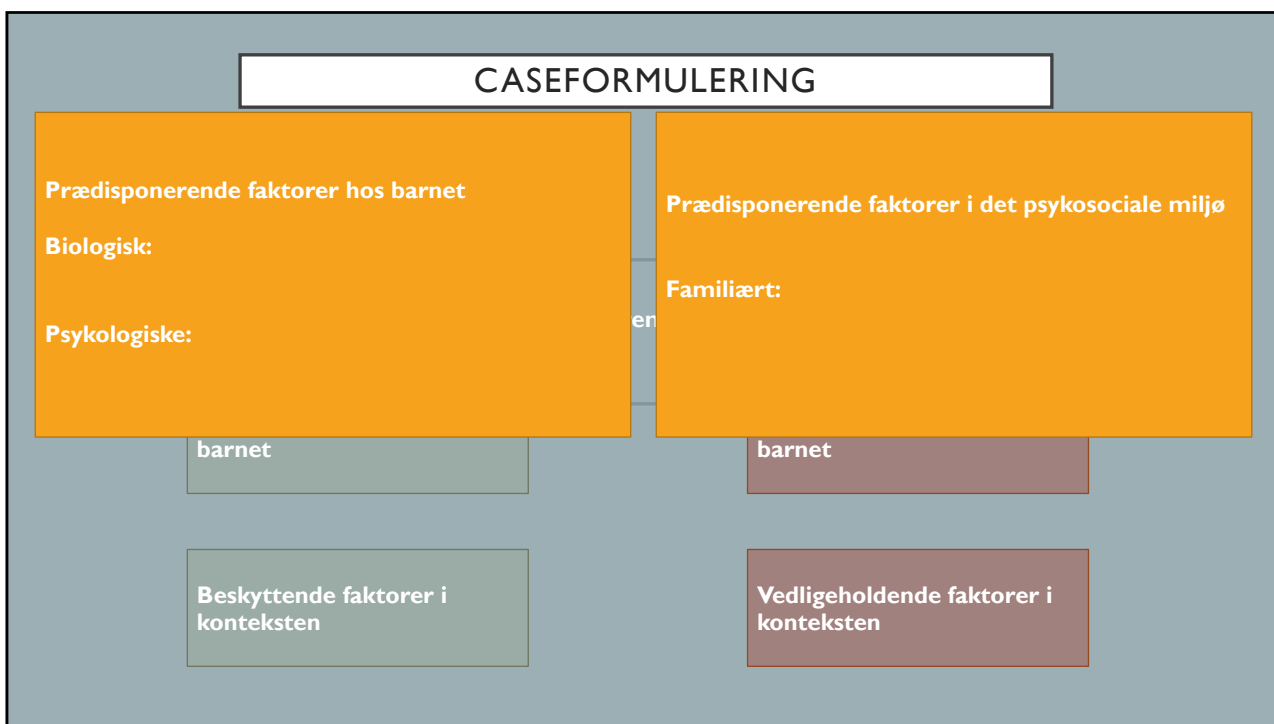 CASEFORMULERING
Prædisponerende faktorer hos barnet
Biologisk:
Psykologiske:
Prædisponerende faktorer i det psykosociale miljø
Familiært:
barnet
barnet
Beskyttende faktorer i
konteksten
Vedligeholdende faktorer i
konteksten